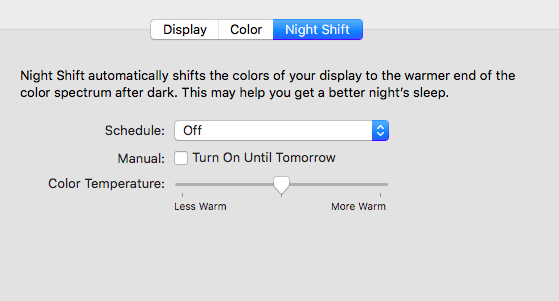 Display Color Night Shift
Night Shift automatically shifts the colors of your display to the warmer end of the
color spectrum after dark. This may help you get a better night's sleep.
Schedule: Off
Manual: Turn On Until Tomorrow
Color Temperature:
Less Warm More Warm